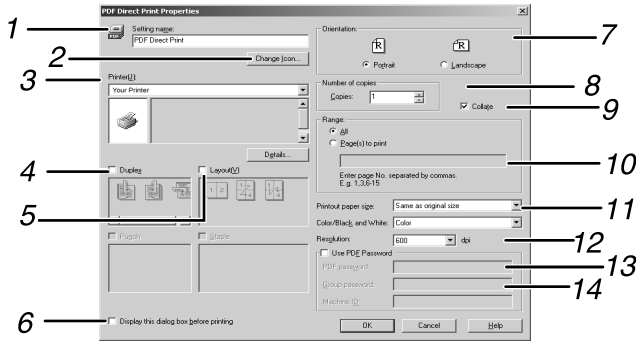 PDF Direct Print Properties
1
PDF
Setting name:
PDF Direct Print
2
Change Icon...
3
Printer(U):
Your Printer
Details...
4
Duplex
Layout(V)
1 2
5
Punch
Staple
6
Display this dialog box before printing
Orientation:
R
R
Portrait
Landscape
7
Number of copies
Copies:
1
8
Collate
9
Range:
All
Page(s) to print
10
Enter page No. separated by commas.
E.g. 1,3,6-15
Printout paper size:
Same as original size
11
Color/Black and White:
Color
Resolution:
600
dpi
12
Use PDF Password
PDF password:
13
Group password:
14
Machine ID:
OK
Cancel
Help